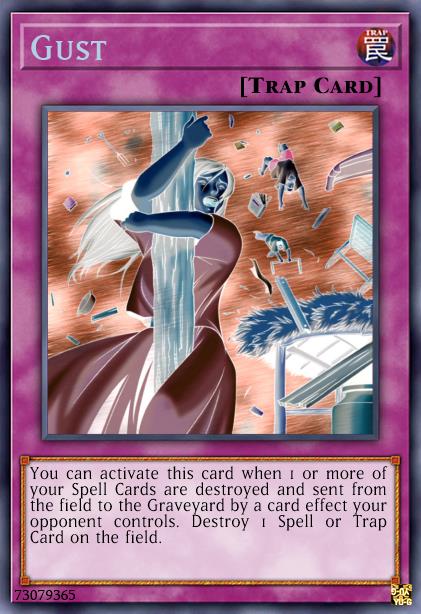 Gust
TRAP
罠
[Trap Card]
You can activate this card when 1 or more of
your Spell Cards are destroyed and sent from
the field to the Graveyard by a card effect your
opponent controls. Destroy 1 Spell or Trap
Card on the field.
73079365